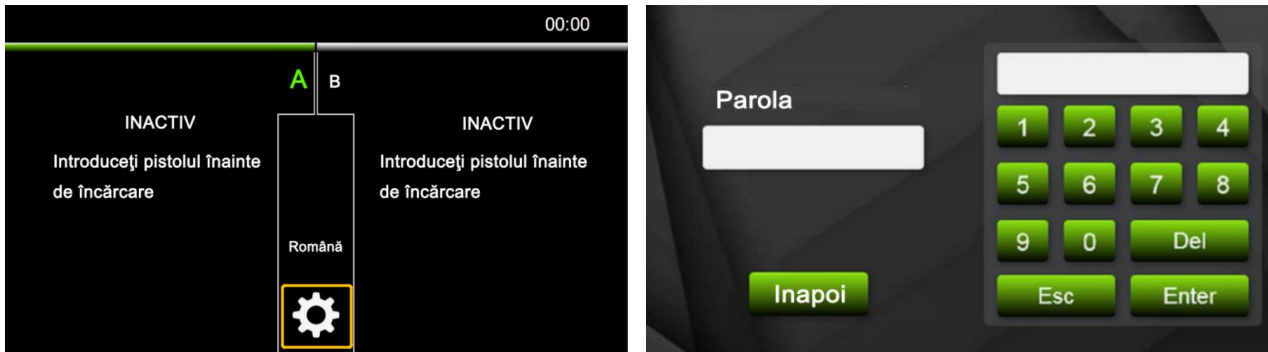 00:00
A B
INACTIV
Introduceţi pistolul înainte
de încărcare
INACTIV
Introduceţi pistolul înainte
de încărcare
Română
Parola
1 2 3 4
5 6 7 8
9 0 Del
Inapoi
Esc Enter